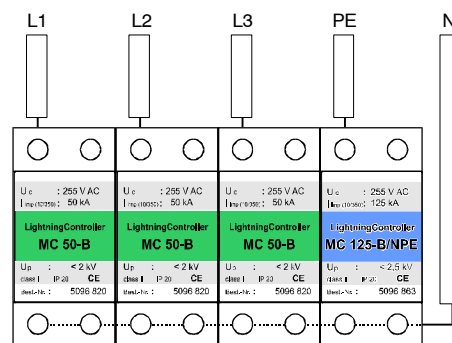 L1 L2 L3 PE N
Uc : 255 V AC
Iimp (10/350) : 50 kA
LightningController
MC 50-B
Up : < 2 kV
class I IP 20 CE
Best.-Nr. : 5096 820
Uc : 255 V AC
Iimp (10/350) : 50 kA
LightningController
MC 50-B
Up : < 2 kV
class I IP 20 CE
Best.-Nr. : 5096 820
Uc : 255 V AC
Iimp (10/350) : 50 kA
LightningController
MC 50-B
Up : < 2 kV
class I IP 20 CE
Best.-Nr. : 5096 820
Uc : 255 V AC
Iimp (10/350) : 125 kA
LightningController
MC 125-B/NPE
Up : < 2,5 kV
class I IP 20 CE
Best.-Nr. : 5096 863